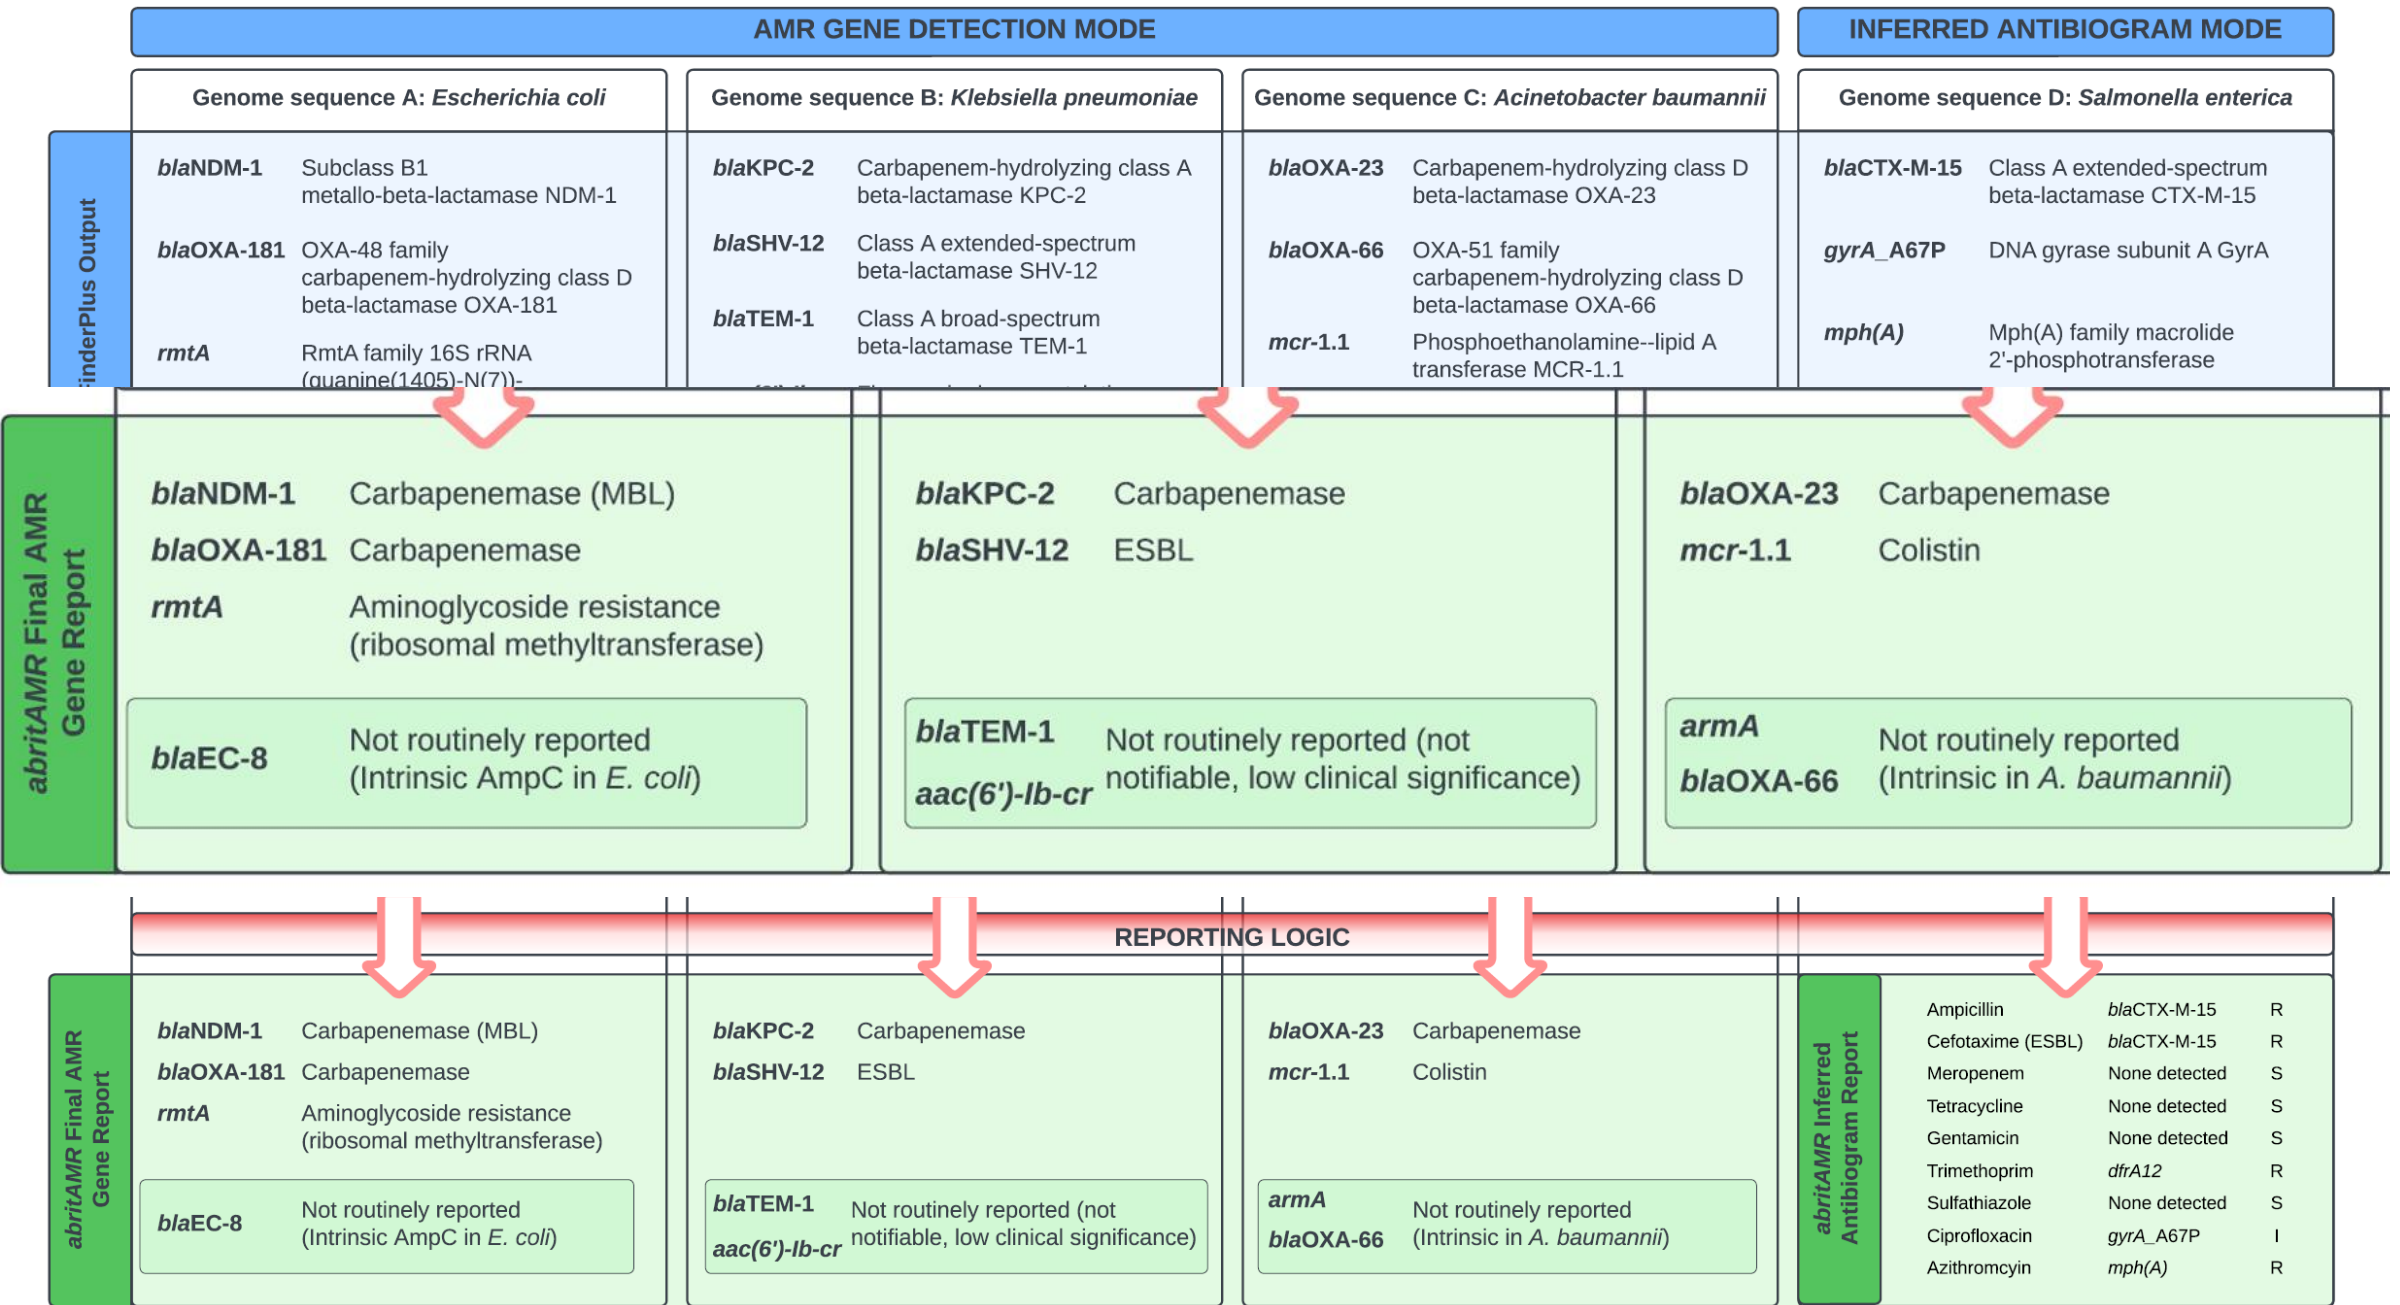 AMR GENE DETECTION MODE
INFERRED ANTIBIOGRAM MODE
Genome sequence A: Escherichia coli
Genome sequence B: Klebsiella pneumoniae
Genome sequence C: Acinetobacter baumannii
Genome sequence D: Salmonella enterica
inderPlus Output
blaNDM-1 Subclass B1
metallo-beta-lactamase NDM-1
blaOXA-181 OXA-48 family
carbapenem-hydrolyzing class D
beta-lactamase OXA-181
rmtA RmtA family 16S rRNA
(guanine(1405)-N(7))-
blaKPC-2 Carbapenem-hydrolyzing class A
beta-lactamase KPC-2
blaSHV-12 Class A extended-spectrum
beta-lactamase SHV-12
blaTEM-1 Class A broad-spectrum
beta-lactamase TEM-1
blaOXA-23 Carbapenem-hydrolyzing class D
beta-lactamase OXA-23
blaOXA-66 OXA-51 family
carbapenem-hydrolyzing class D
beta-lactamase OXA-66
mcr-1.1 Phosphoethanolamine--lipid A
transferase MCR-1.1
blaCTX-M-15 Class A extended-spectrum
beta-lactamase CTX-M-15
gyrA_A67P DNA gyrase subunit A GyrA
mph(A) Mph(A) family macrolide
2'-phosphotransferase
abritAMR Final AMR
Gene Report
blaNDM-1 Carbapenemase (MBL)
blaOXA-181 Carbapenemase
rmtA Aminoglycoside resistance
(ribosomal methyltransferase)
blaEC-8 Not routinely reported
(Intrinsic AmpC in E. coli)
blaKPC-2 Carbapenemase
blaSHV-12 ESBL
blaTEM-1 Not routinely reported (not
aac(6')-Ib-cr notifiable, low clinical significance)
blaOXA-23 Carbapenemase
mcr-1.1 Colistin
armA Not routinely reported
blaOXA-66 (Intrinsic in A. baumannii)
REPORTING LOGIC
abritAMR Final AMR
Gene Report
blaNDM-1 Carbapenemase (MBL)
blaOXA-181 Carbapenemase
rmtA Aminoglycoside resistance
(ribosomal methyltransferase)
blaEC-8 Not routinely reported
(Intrinsic AmpC in E. coli)
blaKPC-2 Carbapenemase
blaSHV-12 ESBL
blaTEM-1 Not routinely reported (not
aac(6')-Ib-cr notifiable, low clinical significance)
blaOXA-23 Carbapenemase
mcr-1.1 Colistin
armA Not routinely reported
blaOXA-66 (Intrinsic in A. baumannii)
abritAMR Inferred
Antibiogram Report
Ampicillin blaCTX-M-15 R
Cefotaxime (ESBL) blaCTX-M-15 R
Meropenem None detected S
Tetracycline None detected S
Gentamicin None detected S
Trimethoprim dfrA12 R
Sulfathiazole None detected S
Ciprofloxacin gyrA_A67P I
Azithromcyin mph(A) R